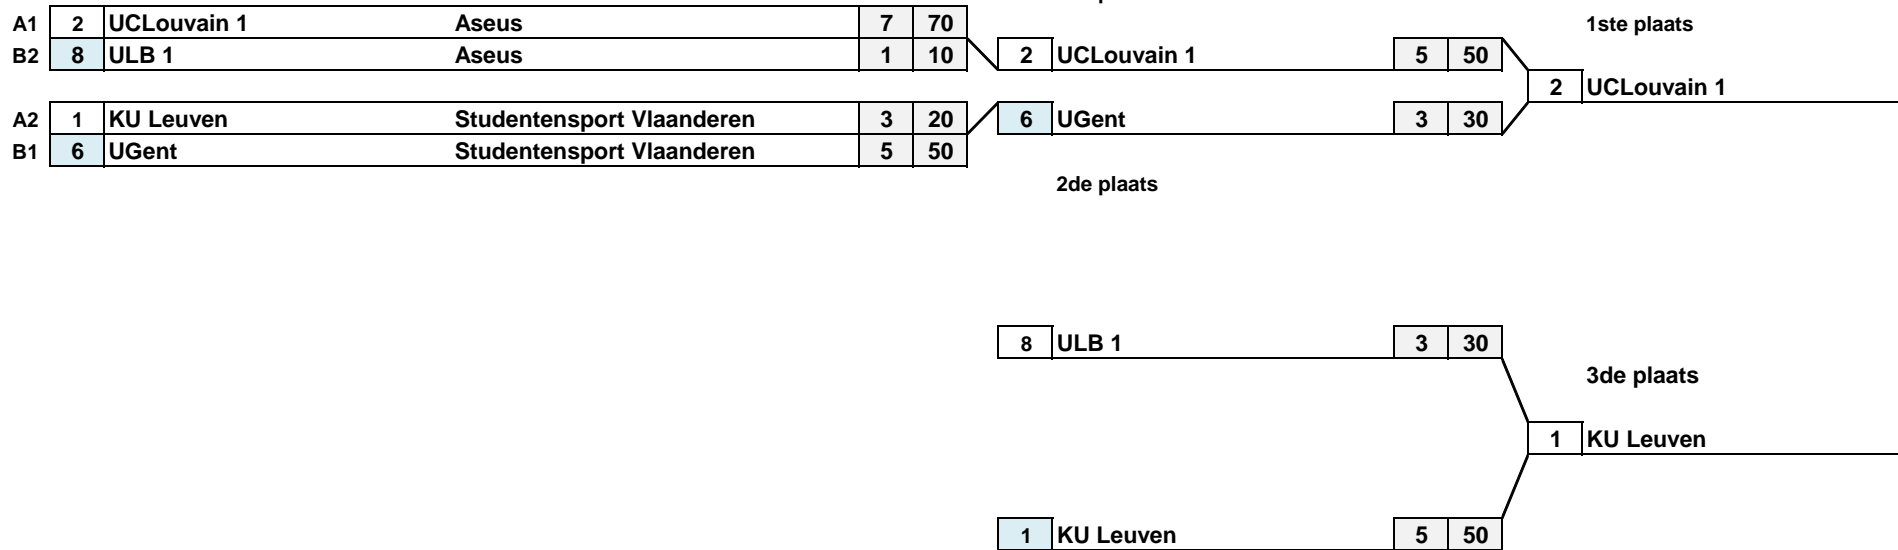 A1 2 UCLouvain 1 Aseus 7 70
1ste plaats
B2 8 ULB 1 Aseus 1 10
2 UCLouvain 1 5 50
2 UCLouvain 1
A2 1 KU Leuven Studentensport Vlaanderen 3 20
6 UGent 3 30
B1 6 UGent Studentensport Vlaanderen 5 50
2de plaats
8 ULB 1 3 30
3de plaats
1 KU Leuven
1 KU Leuven 5 50